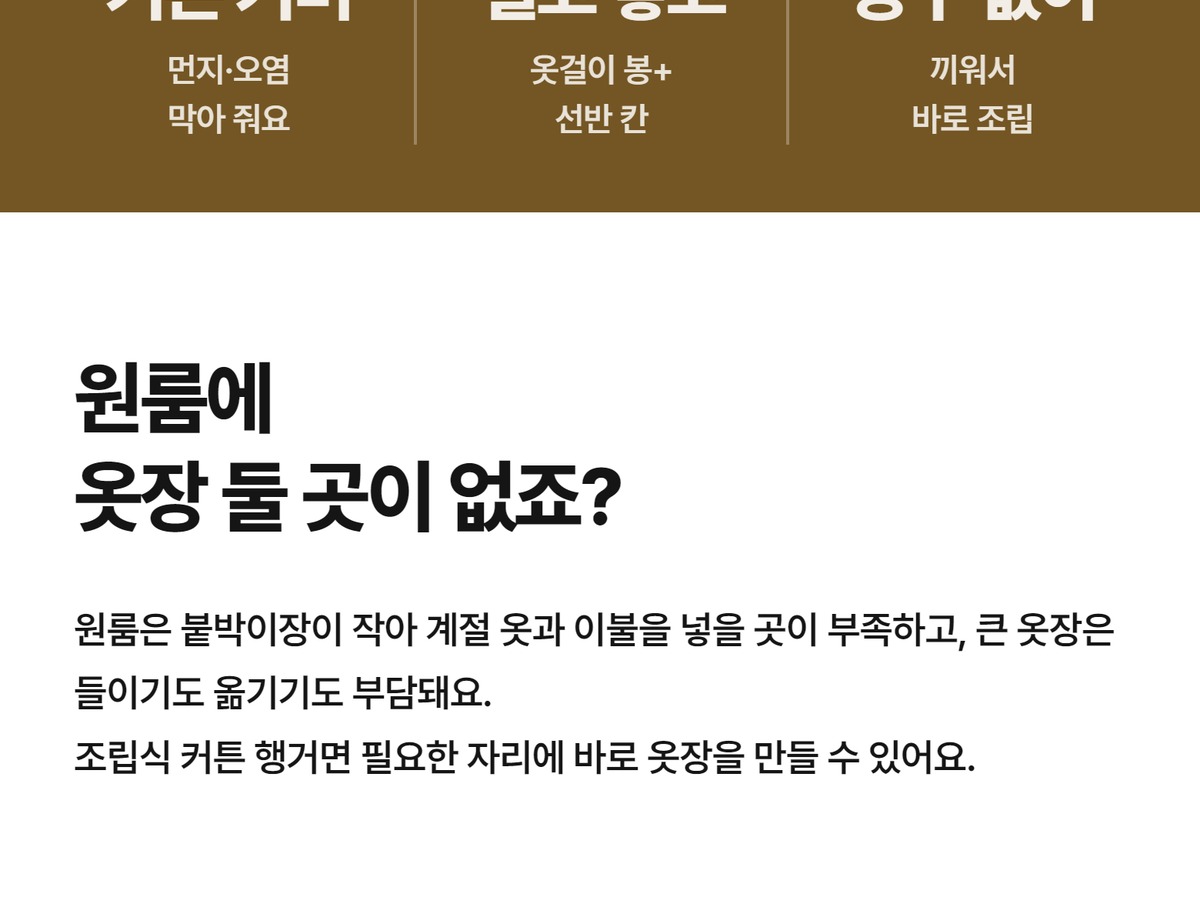 먼지·오염
막아 줘요
옷걸이 봉+
선반 칸
끼워서
바로 조립
원룸에
옷장 둘 곳이 없죠?
원룸은 붙박이장이 작아 계절 옷과 이불을 넣을 곳이 부족하고, 큰 옷장은
들이기도 옮기기도 부담돼요.
조립식 커튼 행거면 필요한 자리에 바로 옷장을 만들 수 있어요.